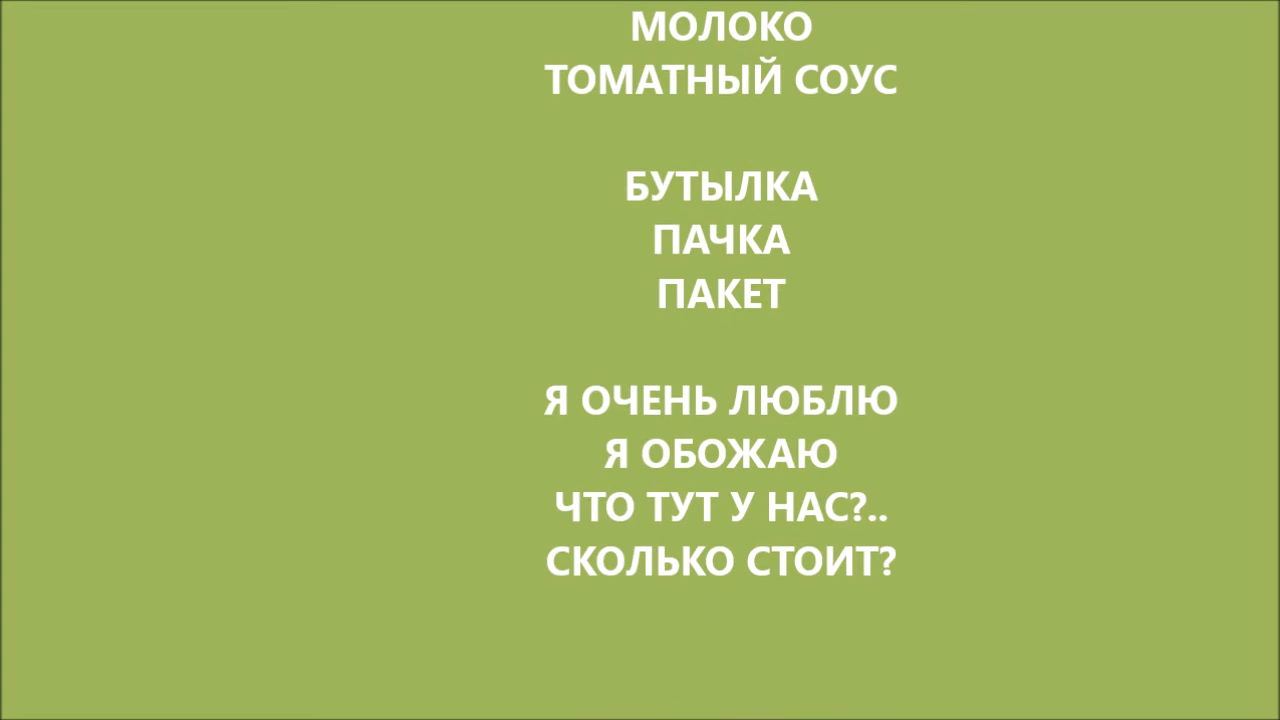 МОЛОКО
ТОМАТНЫЙ СОУС
БУТЫЛКА
ПАЧКА
ПАКЕТ
Я ОЧЕНЬ ЛЮБЛЮ
Я ОБОЖАЮ
ЧТО ТУТ У НАС?..
СКОЛЬКО СТОИТ?